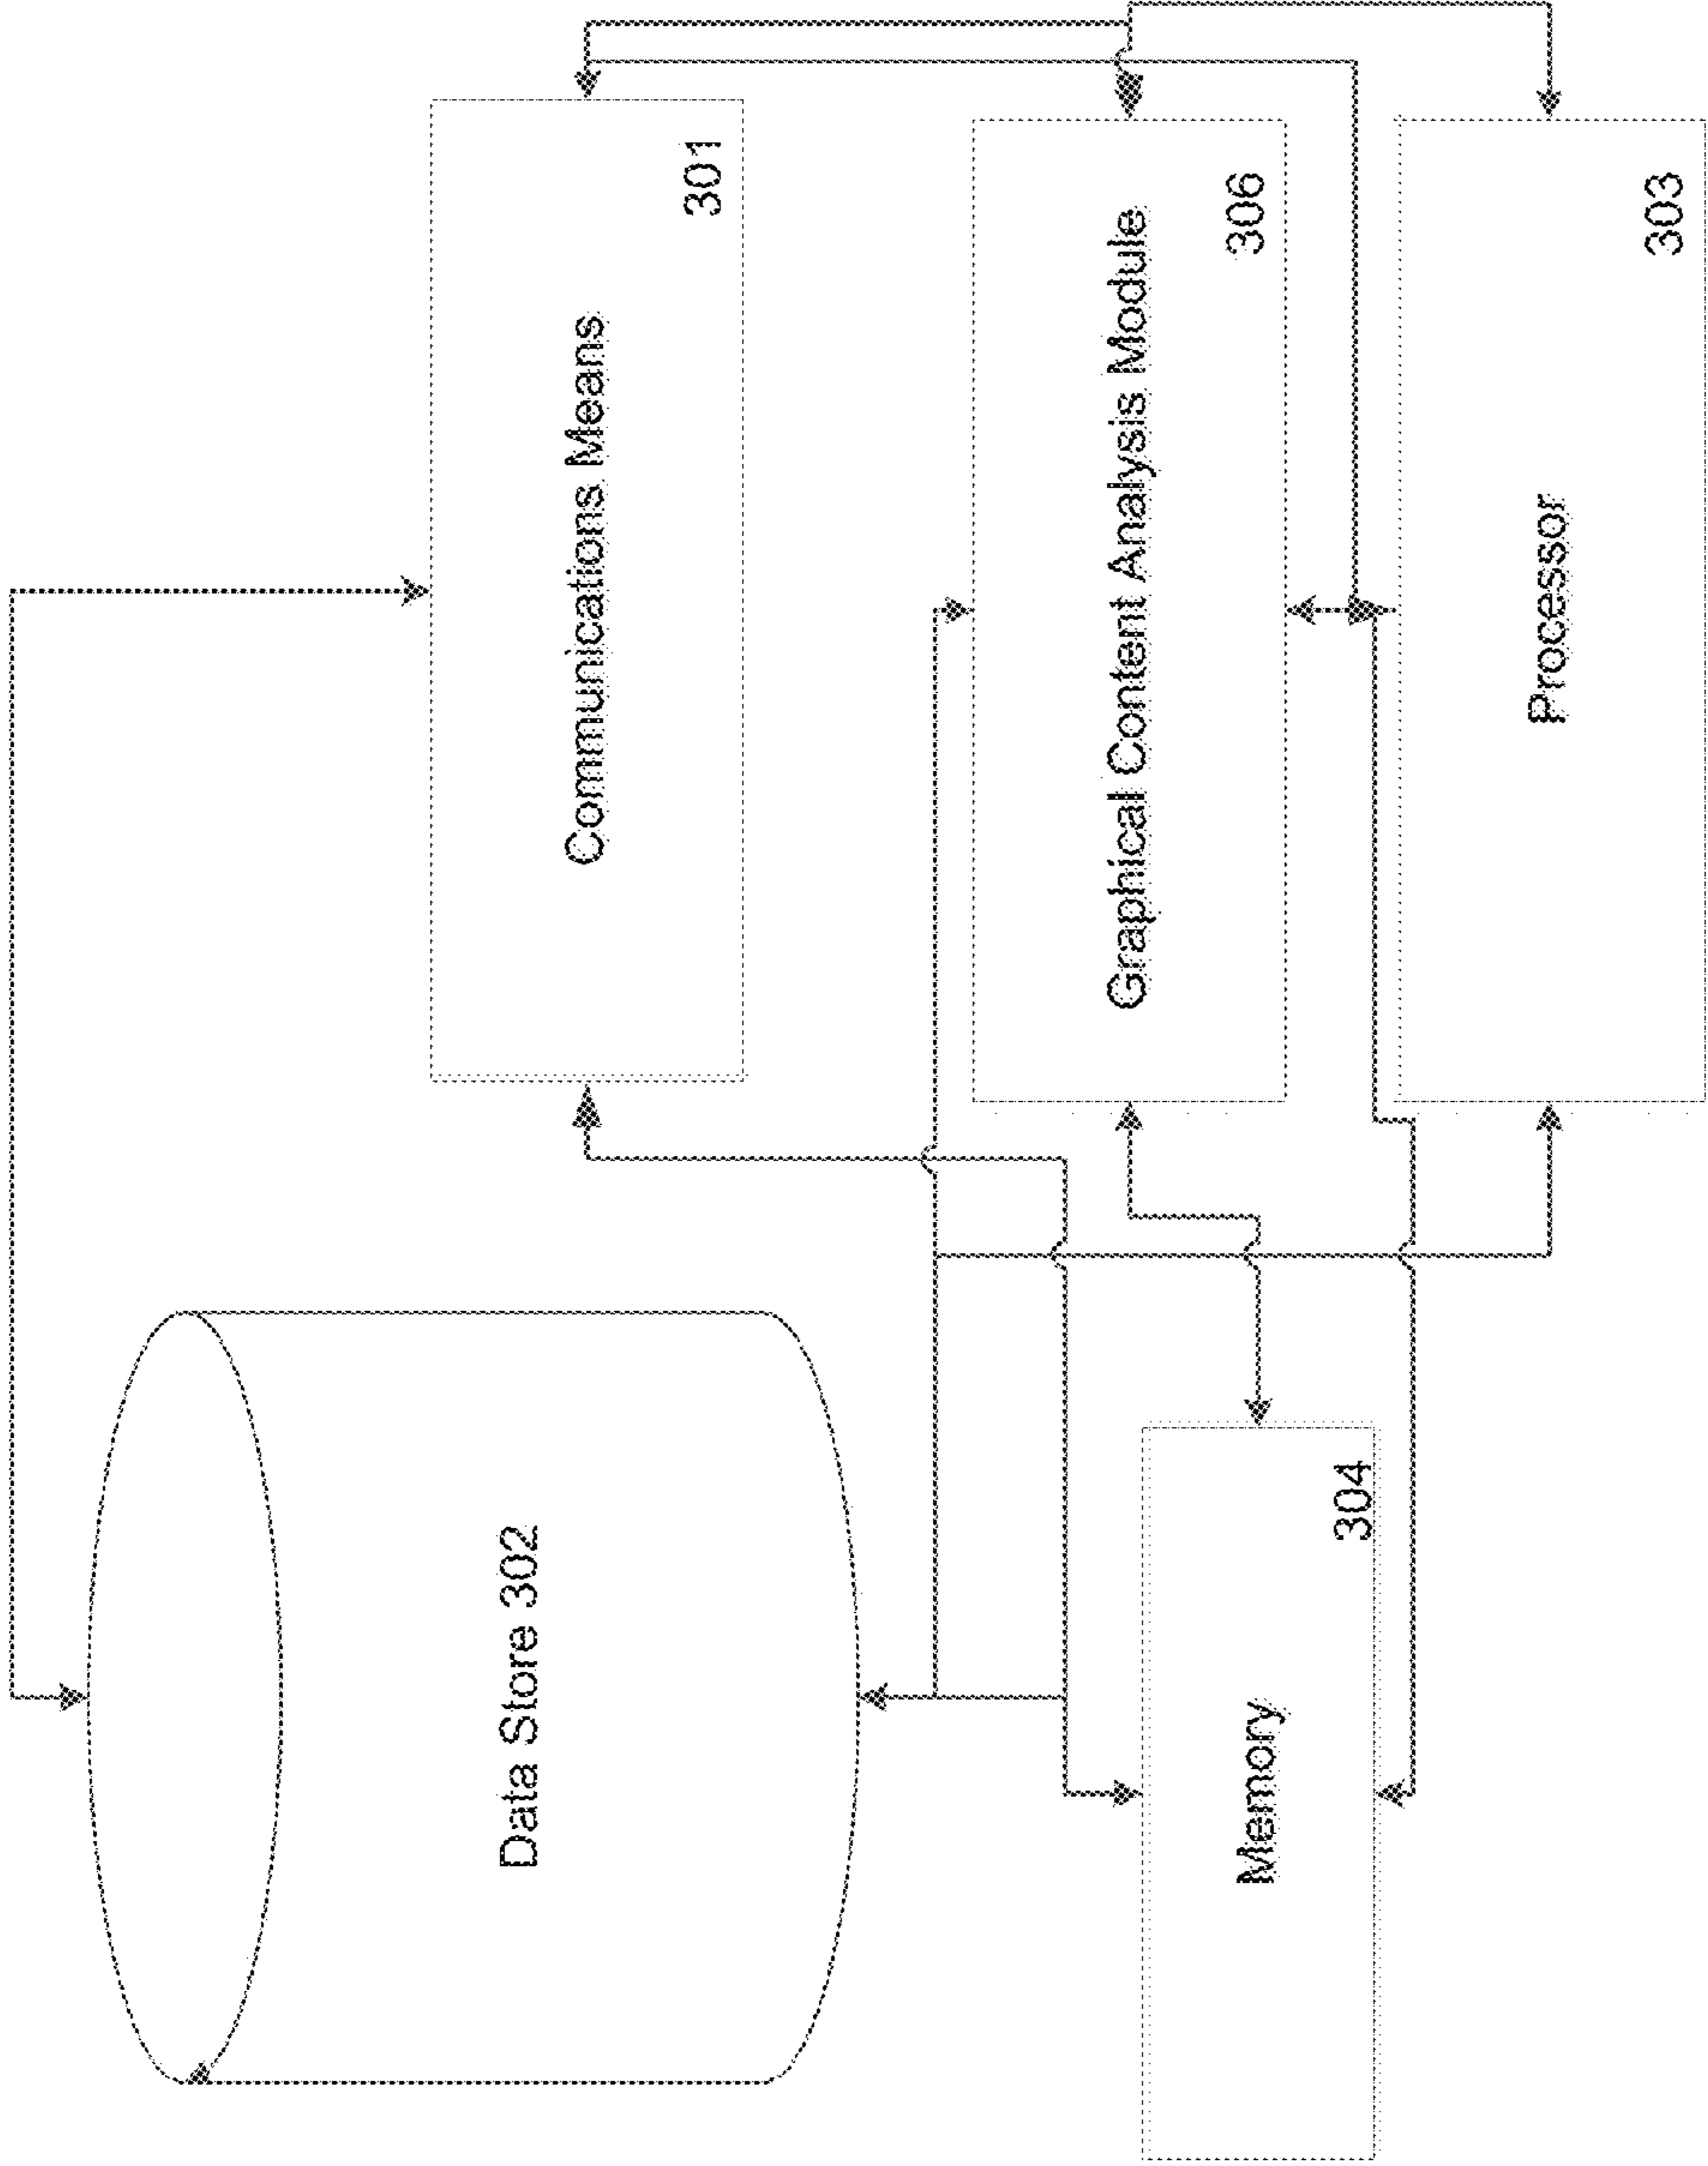 Data Store 302
Communications Means
301
Graphical Content Analysis Module
306
Memory
304
Processor
303